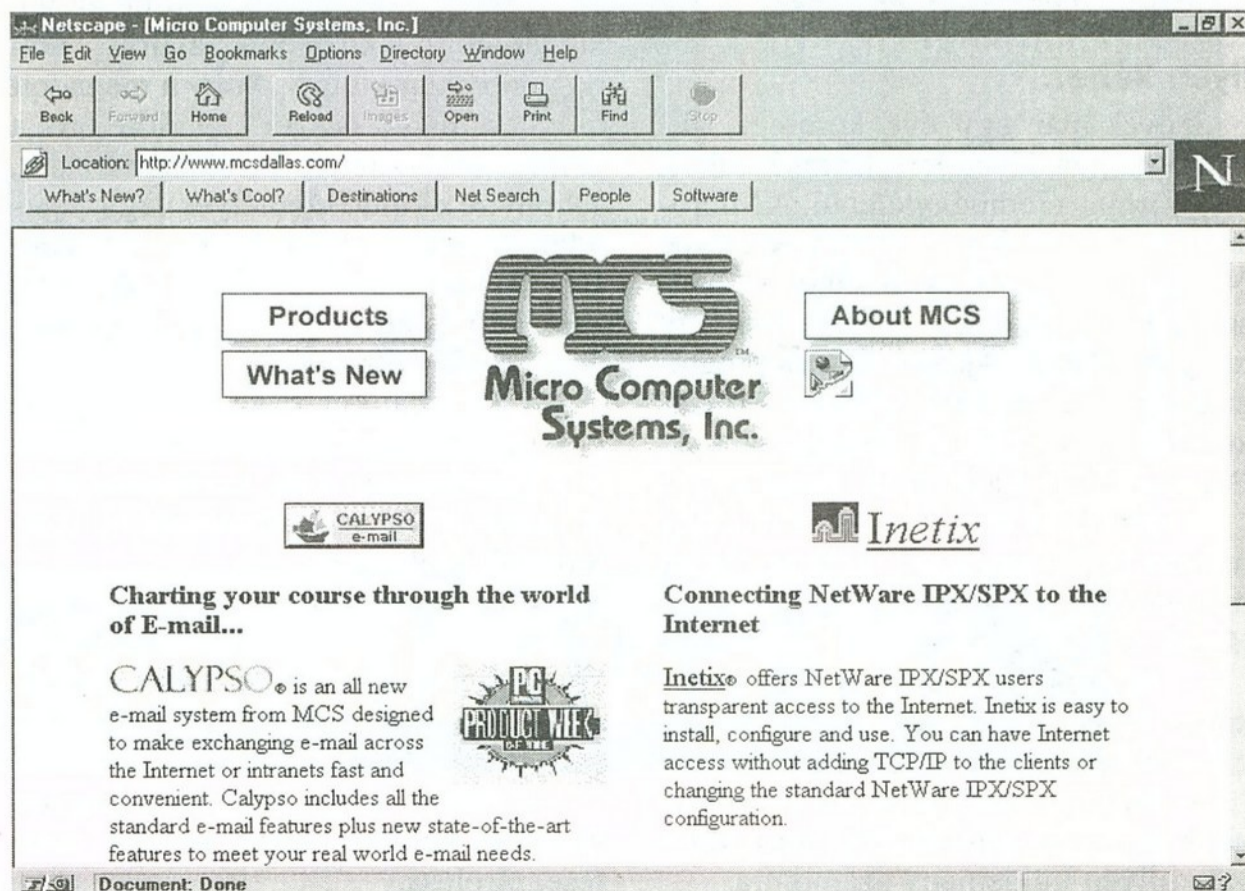 Netscape - [Micro Computer Systems, Inc.]
File Edit View Go Bookmarks Options Directory Window Help
Back Forward Home Reload Images Open Print Find Stop
Location: http://www.mcsdallas.com/
N
What's New? What's Cool? Destinations Net Search People Software
MCS™
Products
About MCS
What's New
Micro Computer
Systems, Inc.
CALYPSO
e-mail
Inetix
Charting your course through the world
of E-mail...
CALYPSO® is an all new
e-mail system from MCS designed
to make exchanging e-mail across
the Internet or intranets fast and
convenient. Calypso includes all the
standard e-mail features plus new state-of-the-art
features to meet your real world e-mail needs.
PC
PRODUCT WEEK
OF THE
Connecting NetWare IPX/SPX to the
Internet
Inetix® offers NetWare IPX/SPX users
transparent access to the Internet. Inetix is easy to
install, configure and use. You can have Internet
access without adding TCP/IP to the clients or
changing the standard NetWare IPX/SPX
configuration.
Document: Done